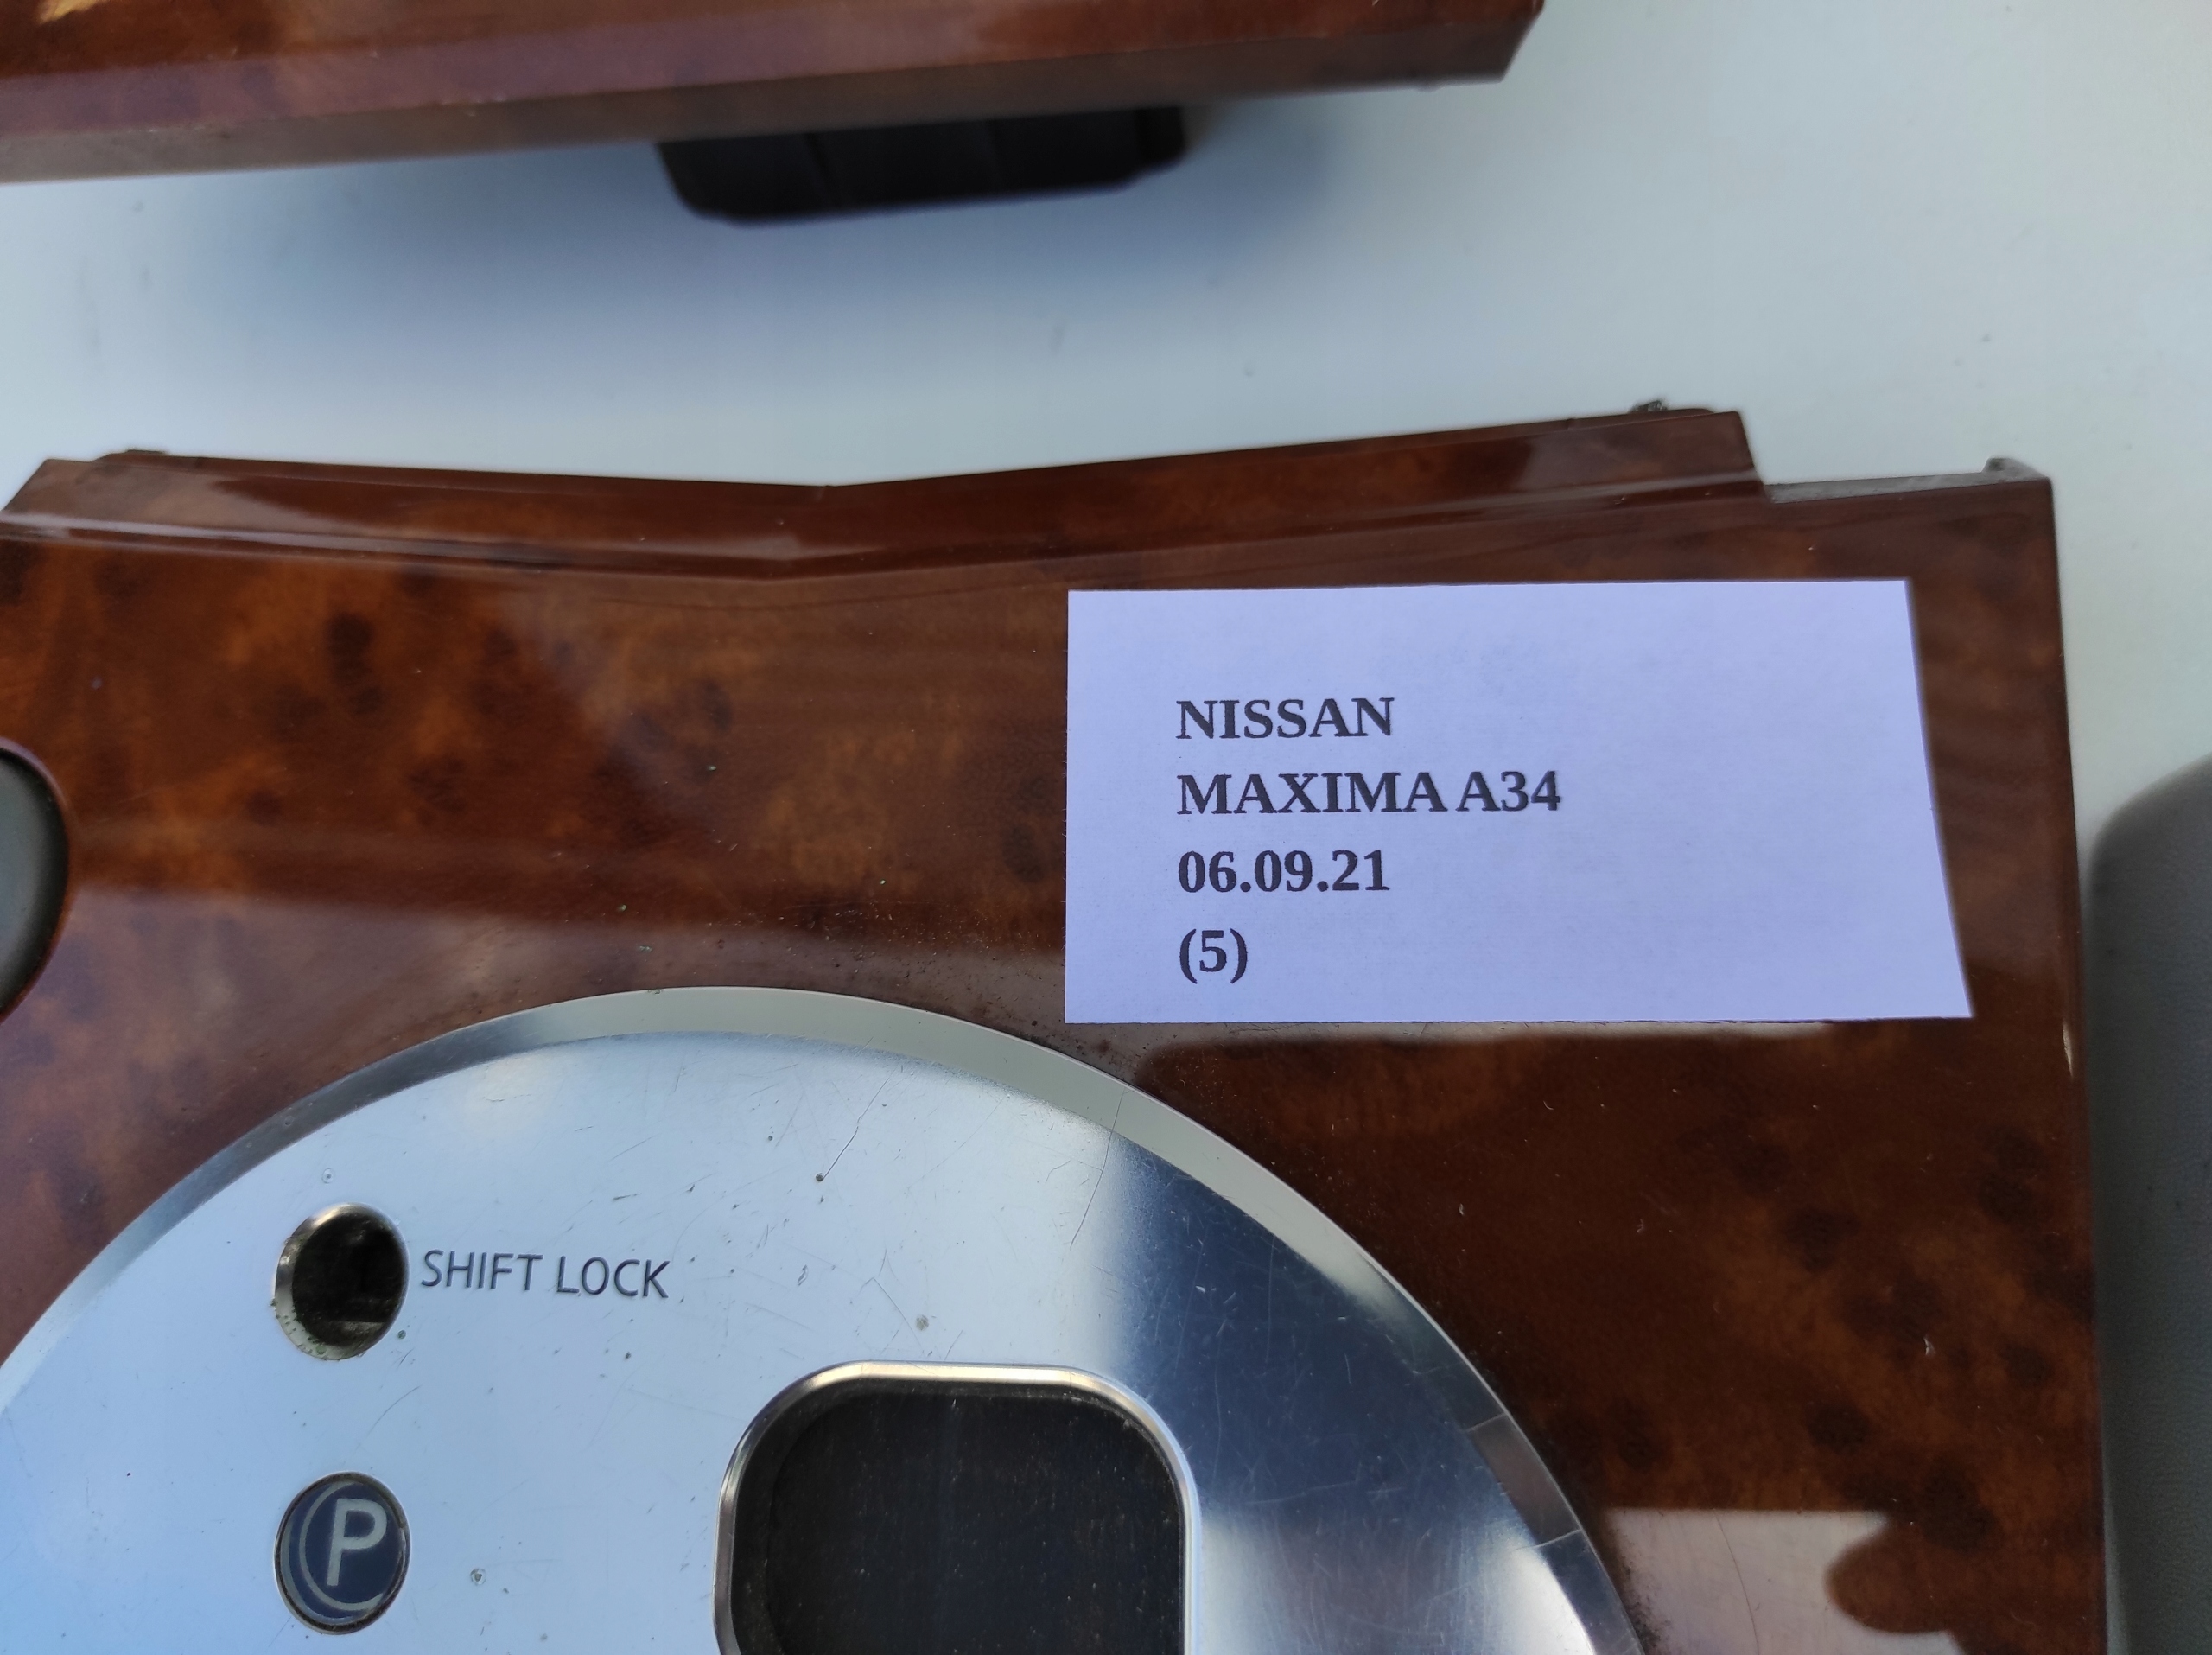 NISSAN
MAXIMA A34
06.09.21
(5)
SHIFT LOCK
P